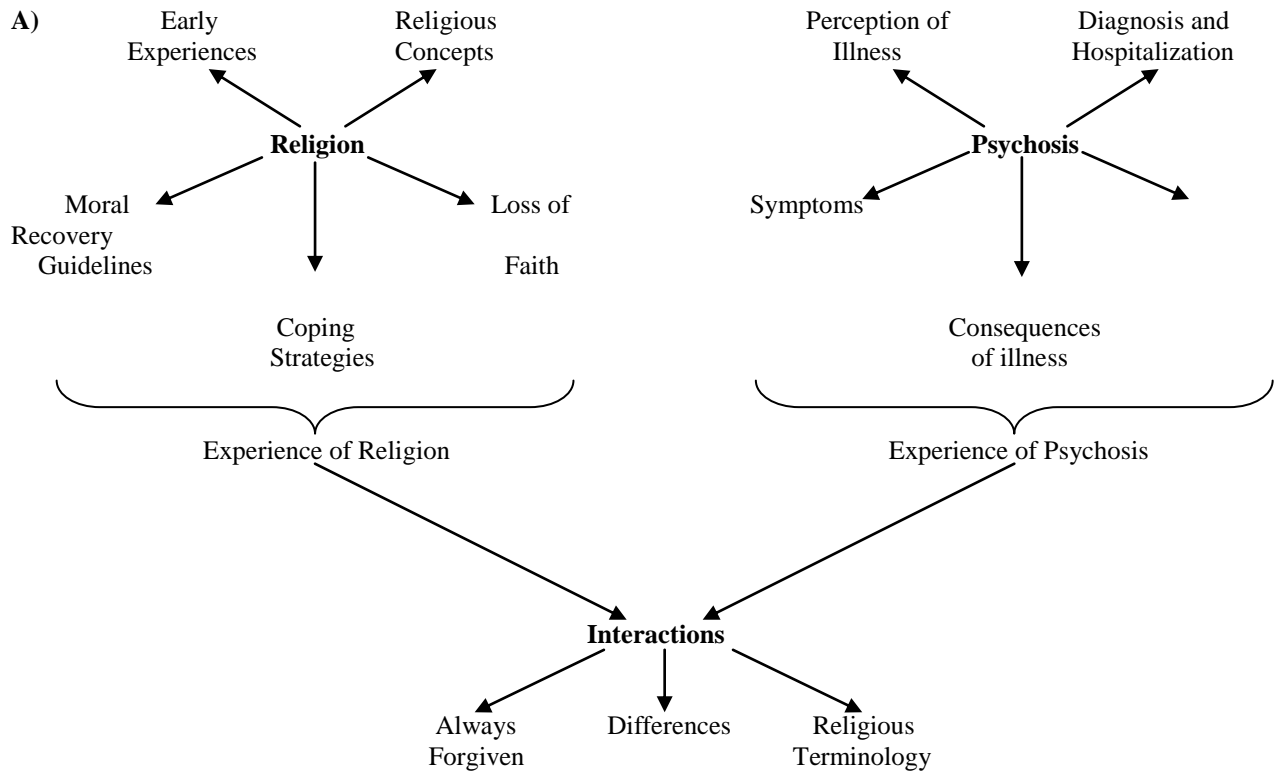 A)
Early
Experiences
Religious
Concepts
Perception of
Illness
Diagnosis and
Hospitalization
Religion
Psychosis
Moral
Recovery
Guidelines
Loss of
Faith
Symptoms
Coping
Strategies
Consequences
of illness
Experience of Religion
Experience of Psychosis
Interactions
Always
Forgiven
Differences
Religious
Terminology